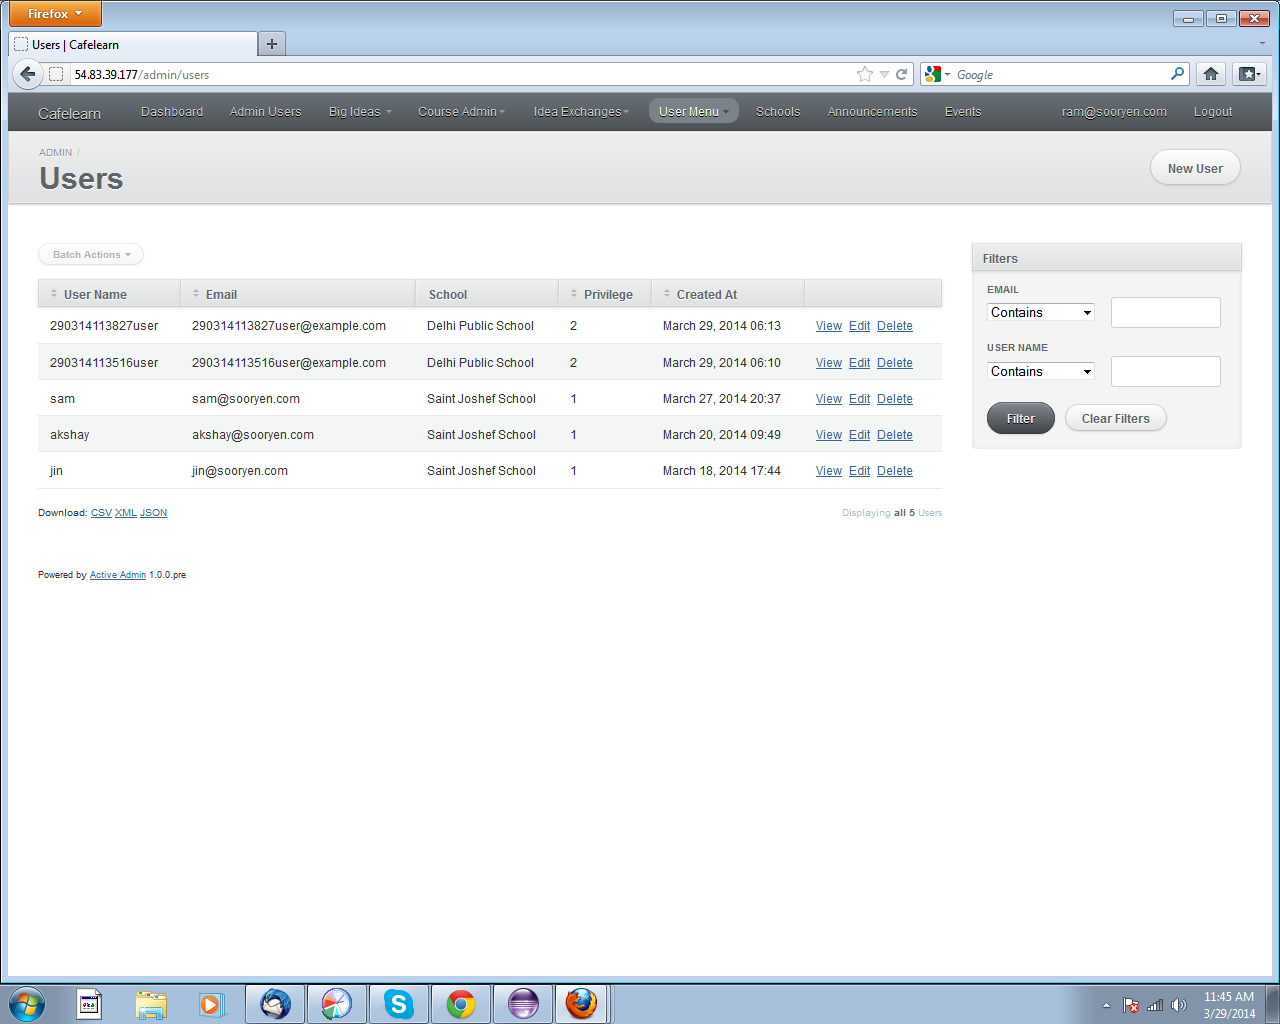 Firefox
Users | Cafelearn
54.83.39.177/admin/users
Google
Cafelearn Dashboard Admin Users Big Ideas Course Admin Idea Exchanges User Menu Schools Announcements Events ram@sooryen.com Logout
ADMIN /
Users
New User
Batch Actions
User Name Email School Privilege Created At
290314113827user 290314113827user@example.com Delhi Public School 2 March 29, 2014 06:13 View Edit Delete
290314113516user 290314113516user@example.com Delhi Public School 2 March 29, 2014 06:10 View Edit Delete
sam sam@sooryen.com Saint Joshef School 1 March 27, 2014 20:37 View Edit Delete
akshay akshay@sooryen.com Saint Joshef School 1 March 20, 2014 09:49 View Edit Delete
jin jin@sooryen.com Saint Joshef School 1 March 18, 2014 17:44 View Edit Delete
Download: CSV XML JSON
Displaying all 5 Users
Filters
EMAIL
Contains
USER NAME
Contains
Filter Clear Filters
Powered by Active Admin 1.0.0.pre
11:45 AM
3/29/2014